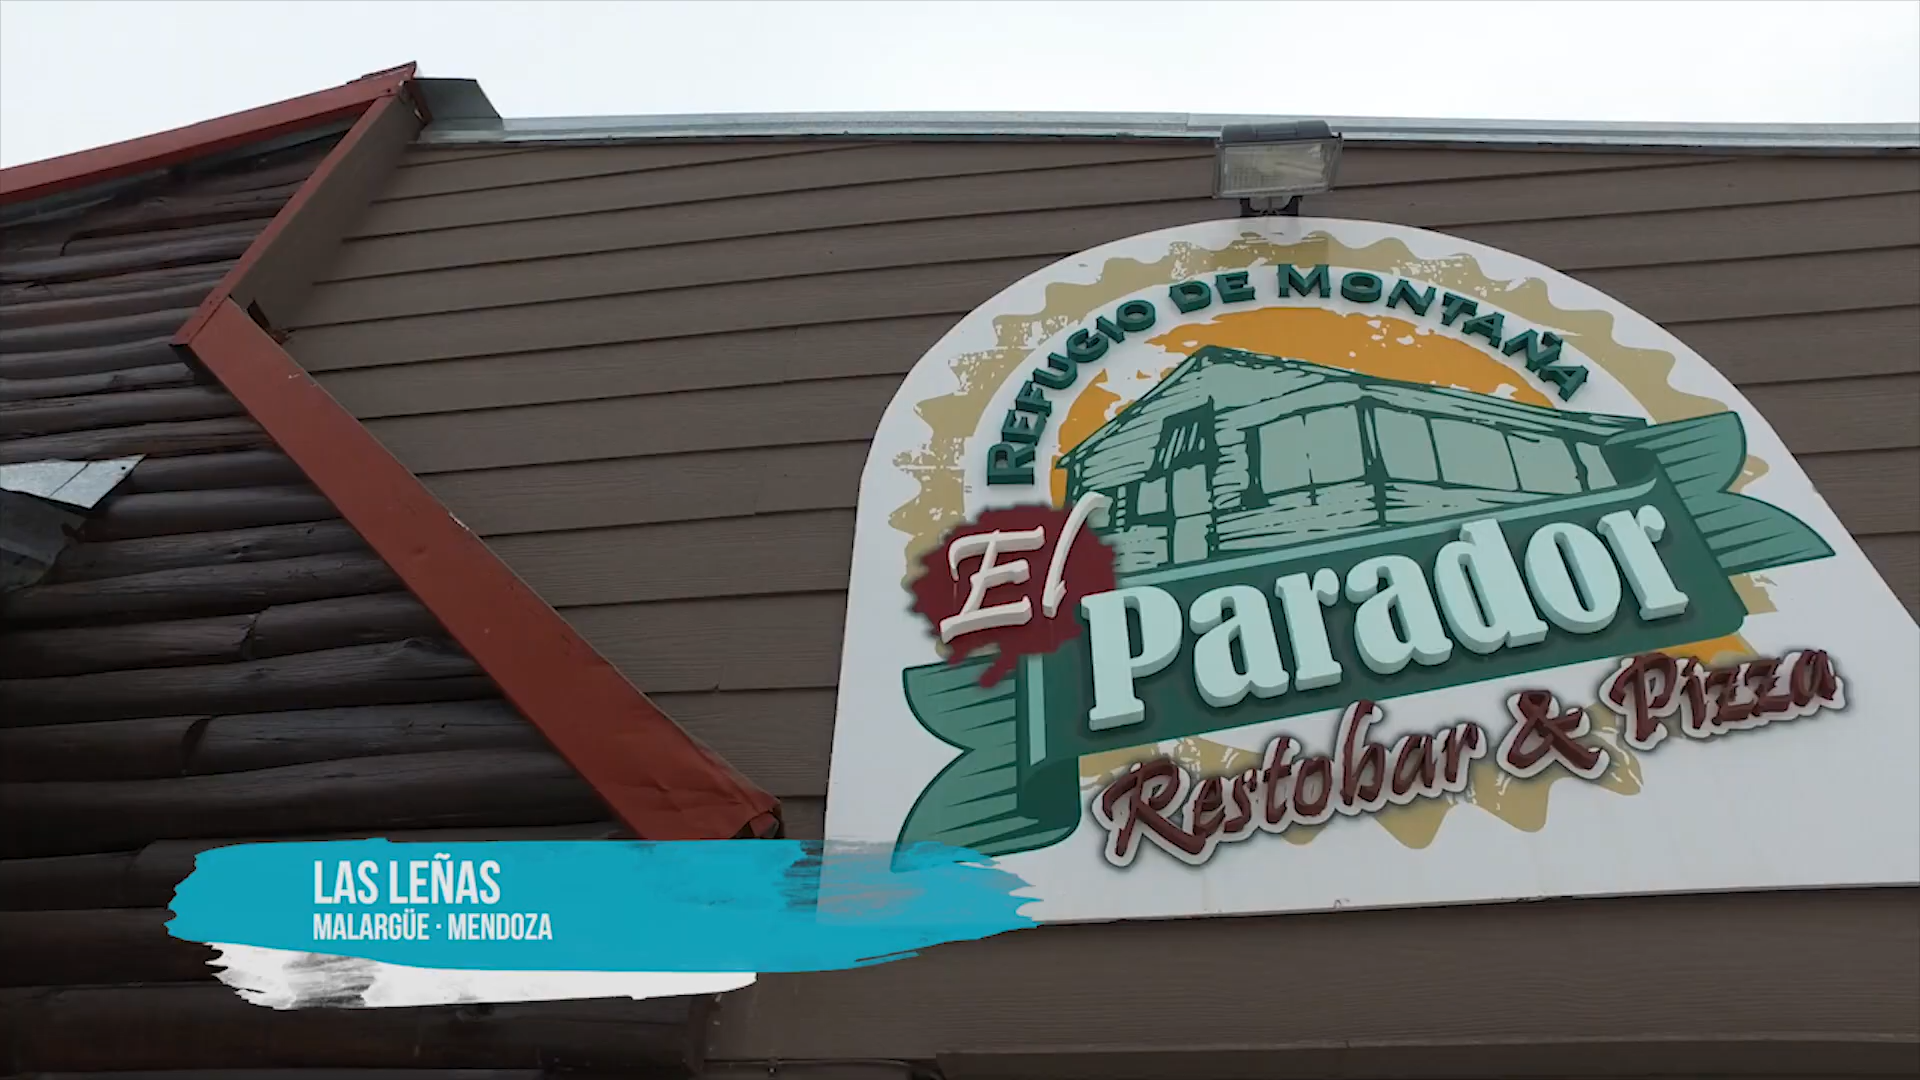 REFUGIO DE MONTAÑA
El
Parador
Restobar & Pizza
LAS LEÑAS
MALARGÜE · MENDOZA